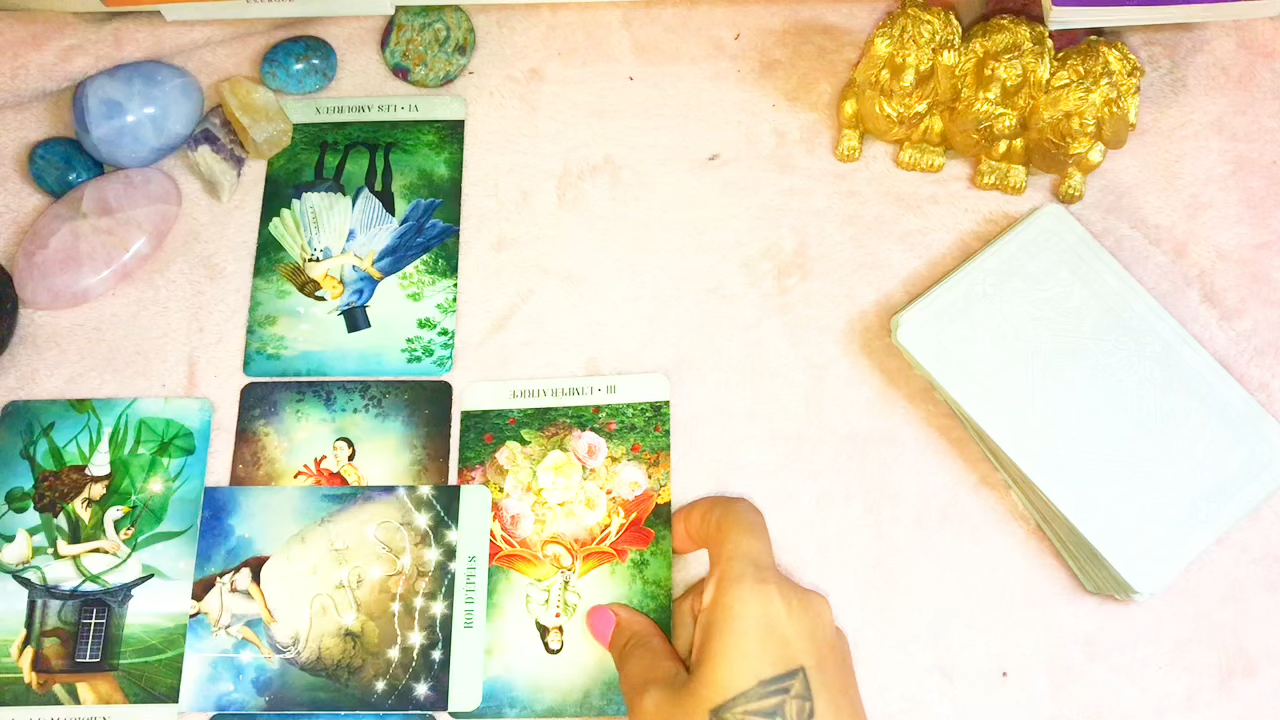 VI • LES AMOUREUX
III • L'IMPÉRATRICE
ROI D'ÉPÉES